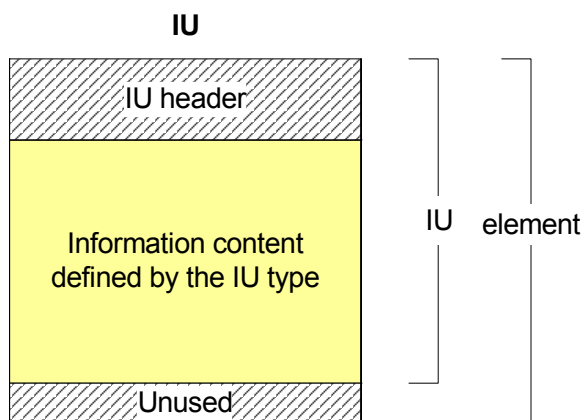 IU
IU header
Information content
defined by the IU type
IU
element
Unused